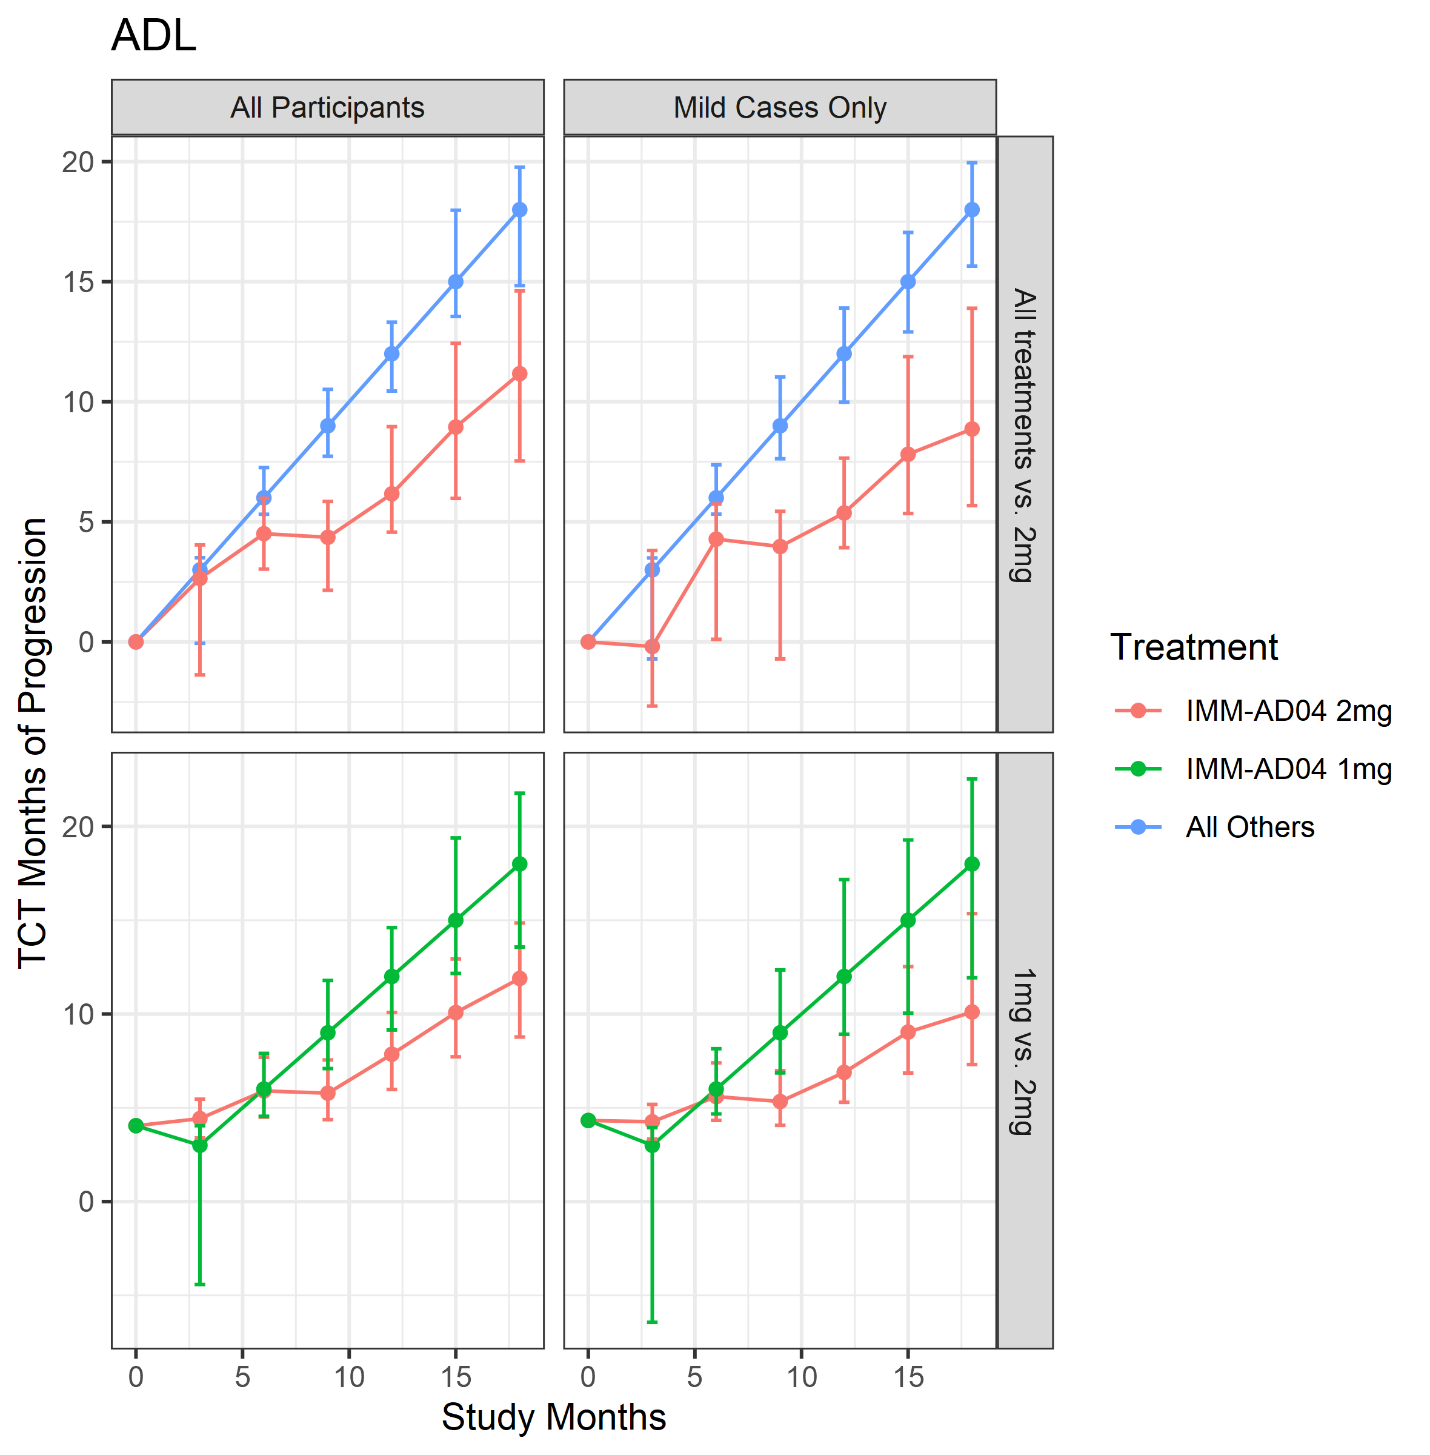 ADL
All Participants
Mild Cases Only
20
15
10
5
0
All treatments vs. 2mg
20
10
0
1mg vs. 2mg
0 5 10 15
0 5 10 15
Study Months
TCT Months of Progression
Treatment
IMM-AD04 2mg
IMM-AD04 1mg
All Others